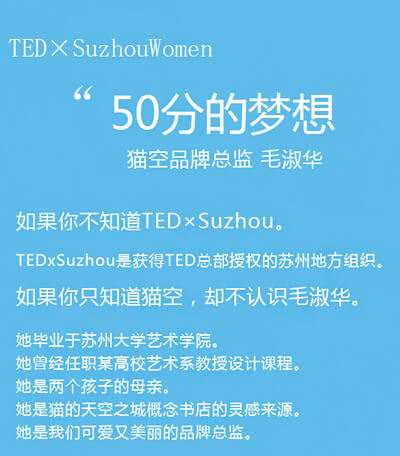 TED×SuzhouWomen
“ 50分的梦想
猫空品牌总监 毛淑华
如果你不知道TED×Suzhou。
TEDxSuzhou是获得TED总部授权的苏州地方组织。
如果你只知道猫空，却不认识毛淑华。
她毕业于苏州大学艺术学院。
她曾经任职某高校艺术系教授设计课程。
她是两个孩子的母亲。
她是猫的天空之城概念书店的灵感来源。
她是我们可爱又美丽的品牌总监。